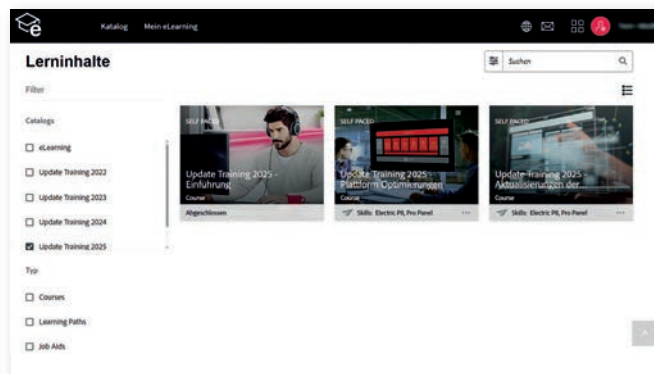 Katalog Mein eLearning
Lerninhalte
Suchen
Filter
Catalogs
eLearning
Update Training 2022
Update Training 2023
Update Training 2024
Update Training 2025
Typ
Courses
Learning Paths
Job Aids
SELF PACED
Update Training 2025 -
Einführung
Course
Abgeschlossen
SELF PACED
Update Training 2025 -
Plattform Optimierungen
Course
Skills: Electric P8, Pro Panel
SELF PACED
Update Training 2025 -
Aktualisierungen der...
Course
Skills: Electric P8, Pro Panel